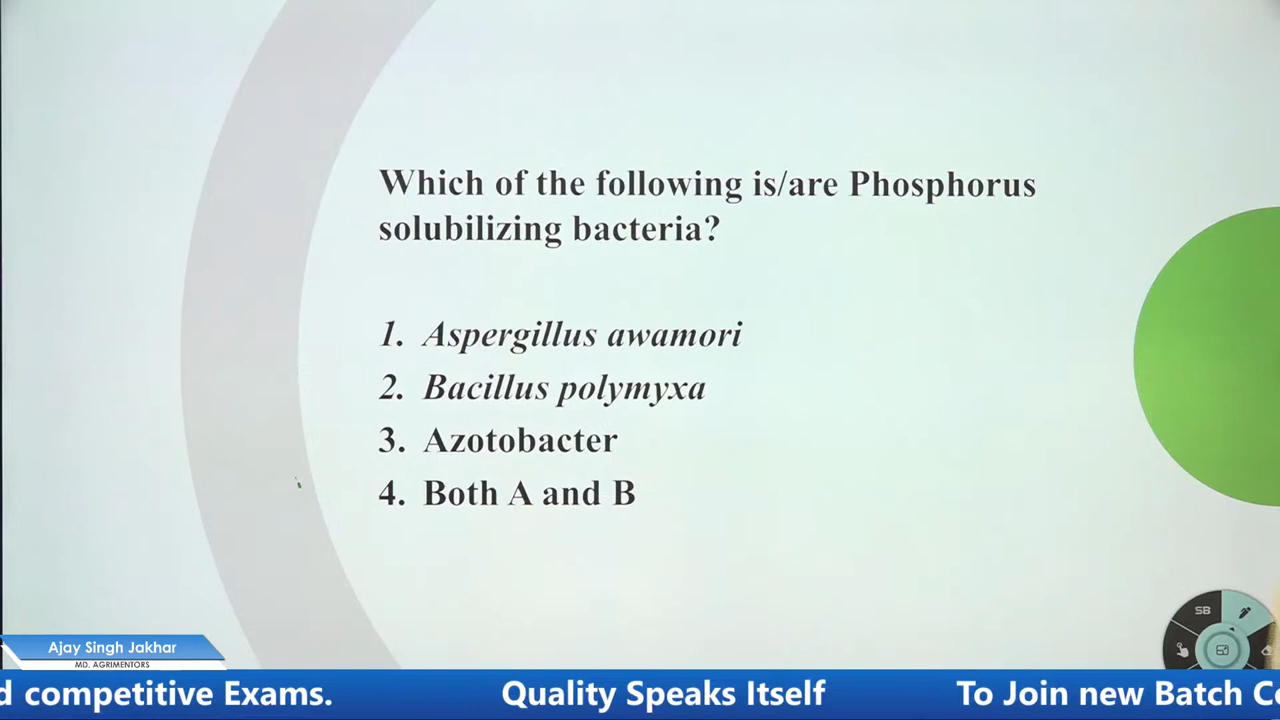 Which of the following is/are Phosphorus
solubilizing bacteria?
1. Aspergillus awamori
2. Bacillus polymyxa
3. Azotobacter
4. Both A and B
SB
Ajay Singh Jakhar
MD. AGRIMENTORS
d competitive Exams.
Quality Speaks Itself
To Join new Batch Co